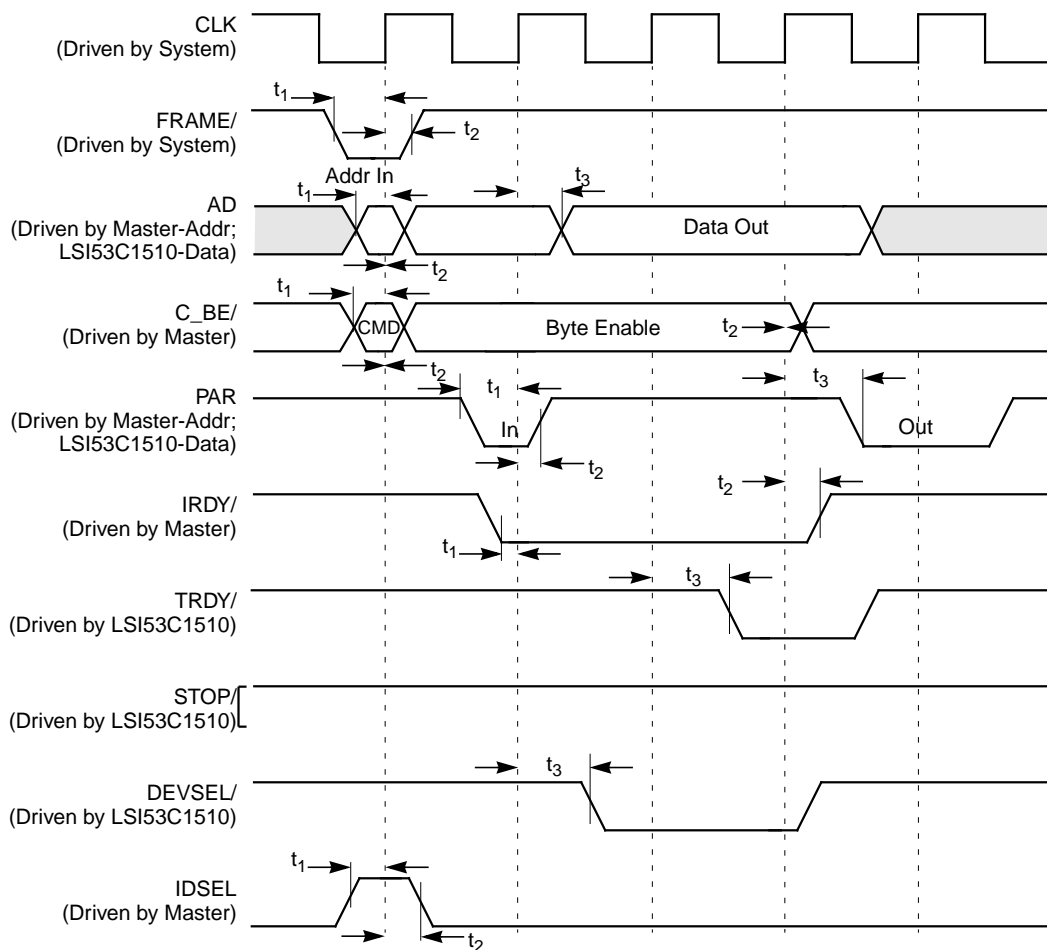 CLK
(Driven by System)
t1
FRAME/
(Driven by System)
t2
Addr In
t1
t3
AD
(Driven by Master-Addr;
LSI53C1510-Data)
Data Out
t2
t1
C_BE/
(Driven by Master)
CMD
Byte Enable
t2
t2
PAR
(Driven by Master-Addr;
LSI53C1510-Data)
t1
In
t3
Out
t2
IRDY/
(Driven by Master)
t2
t1
TRDY/
(Driven by LSI53C1510)
t3
STOP/
(Driven by LSI53C1510)
DEVSEL/
(Driven by LSI53C1510)
t3
t1
IDSEL
(Driven by Master)
t2